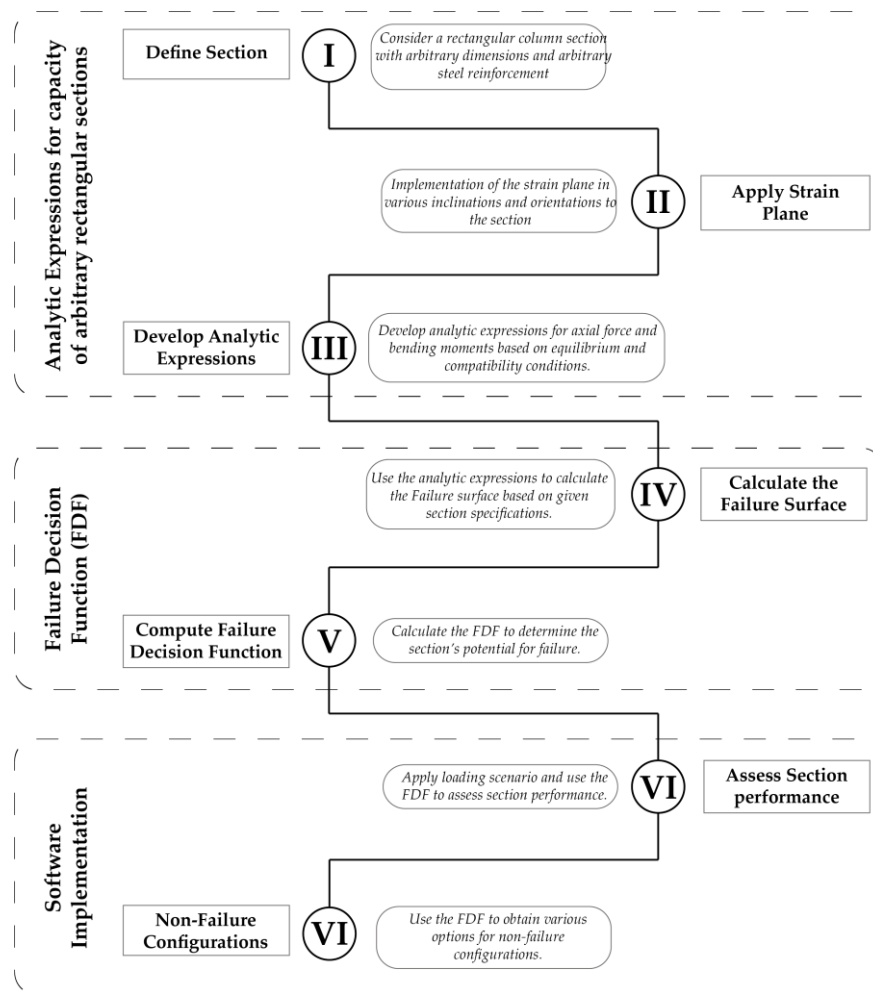 Analytic Expressions for capacity
of arbitrary rectangular sections
Define Section
I
Consider a rectangular column section
with arbitrary dimensions and arbitrary
steel reinforcement
Implementation of the strain plane in
various inclinations and orientations to
the section
II
Apply Strain
Plane
Develop Analytic
Expressions
III
Develop analytic expressions for axial force and
bending moments based on equilibrium and
compatibility conditions.
Failure Decision
Function (FDF)
Use the analytic expressions to calculate
the Failure surface based on given
section specifications.
IV
Calculate the
Failure Surface
Compute Failure
Decision Function
V
Calculate the FDF to determine the
section's potential for failure.
Software
Implementation
Apply loading scenario and use the
FDF to assess section performance.
VI
Assess Section
performance
Non-Failure
Configurations
VI
Use the FDF to obtain various
options for non-failure
configurations.